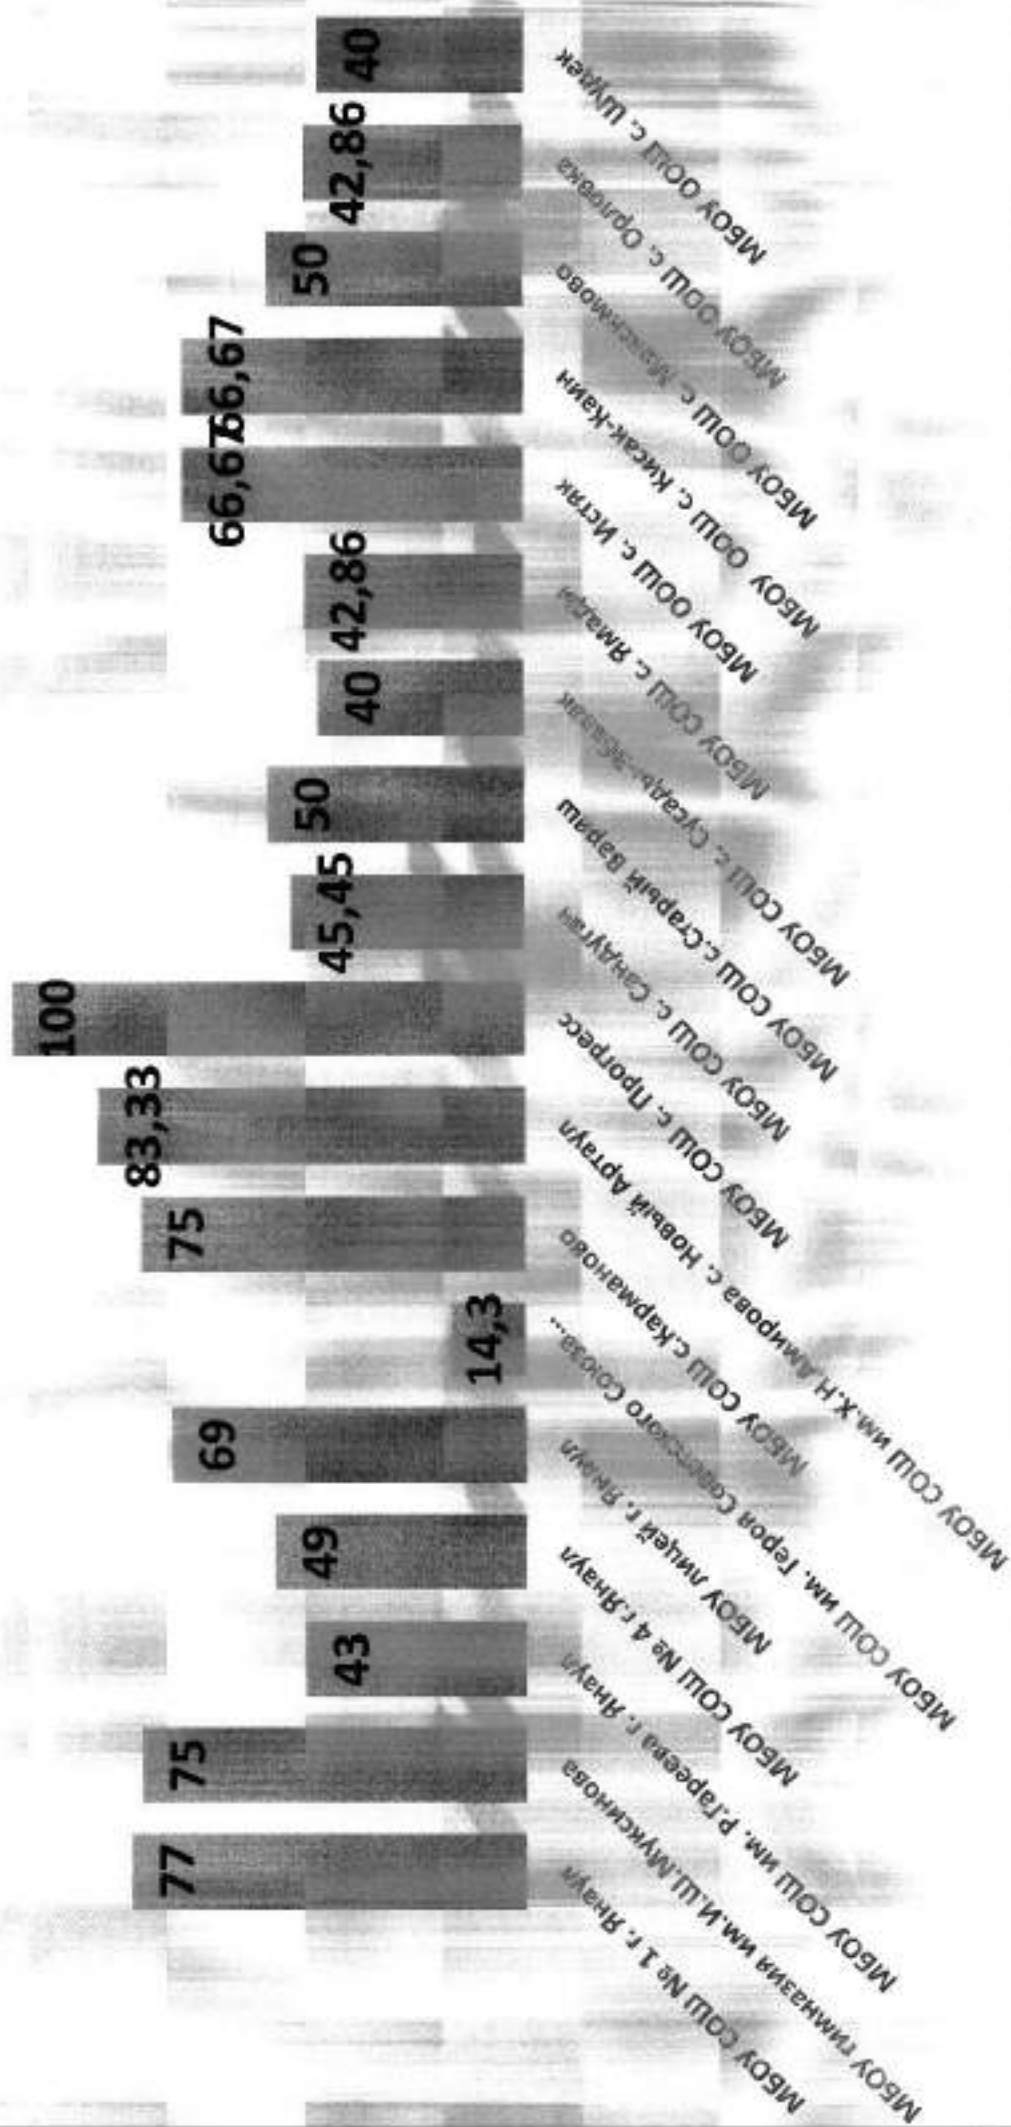 77
75
43
49
69
14,3
75
83,33
100
45,45
50
40
42,86
66,67
66,67
50
42,86
40
МБОУ СОШ № 1 г. Янаул
МБОУ гимназия им.И.Ш.Муксинова
МБОУ СОШ им. Р.Гареева г. Янаул
МБОУ СОШ № 4 г.Янаул
МБОУ лицей г. Янаул
МБОУ СОШ им. Героя Советского Союза...
МБОУ СОШ с.Карманово
МБОУ СОШ им.Х.Н.Амирова с. Новый Артаул
МБОУ СОШ с. Прогресс
МБОУ СОШ с. Сандугач
МБОУ СОШ с.Старый Варяш
МБОУ СОШ с. Сусады-Эбалак
МБОУ СОШ с. Ямады
МБОУ ООШ с. Истяк
МБОУ ООШ с. Кисак-Каин
МБОУ ООШ с. Максимово
МБОУ ООШ с. Орловка
МБОУ ООШ с. Шудек